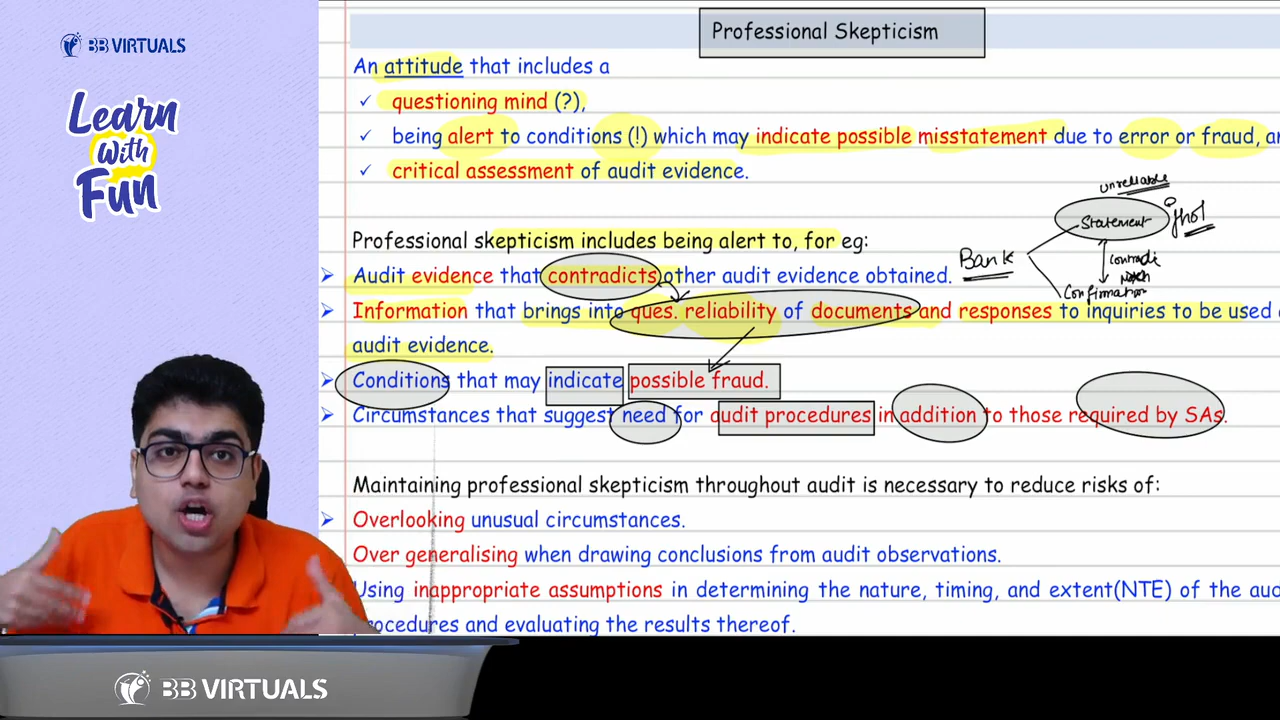 BB VIRTUALS
Learn
With
Fun
Professional Skepticism
An attitude that includes a
✓ questioning mind (?),
✓ being alert to conditions (!) which may indicate possible misstatement due to error or fraud,
✓ critical assessment of audit evidence.
unreliable
Statement
jhol
Bank
Confirmation
Professional skepticism includes being alert to, for eg:
➢ Audit evidence that contradicts other audit evidence obtained.
➢ Information that brings into ques. reliability of documents and responses to inquiries to be used
audit evidence.
➢ Conditions that may indicate possible fraud.
➢ Circumstances that suggest need for audit procedures in addition to those required by SAs.
Maintaining professional skepticism throughout audit is necessary to reduce risks of:
➢ Overlooking unusual circumstances.
Over generalising when drawing conclusions from audit observations.
Using inappropriate assumptions in determining the nature, timing, and extent(NTE) of the
procedures and evaluating the results thereof.
BB VIRTUALS